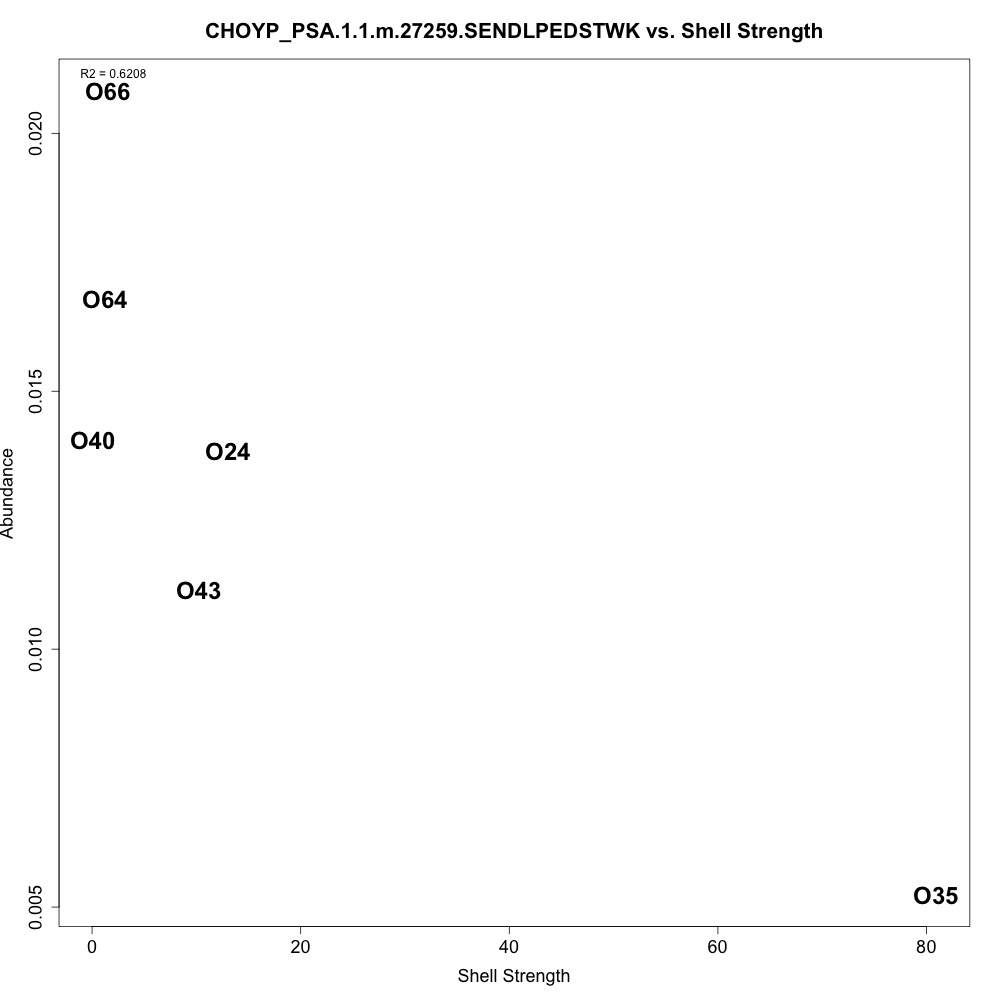 CHOYP_PSA.1.1.m.27259.SENDLPEDSTWK vs. Shell Strength
R2 = 0.6208
O66
0.020
O64
0.015
O40
O24
Abundance
O43
0.010
O35
0.005
0 20 40 60 80
Shell Strength